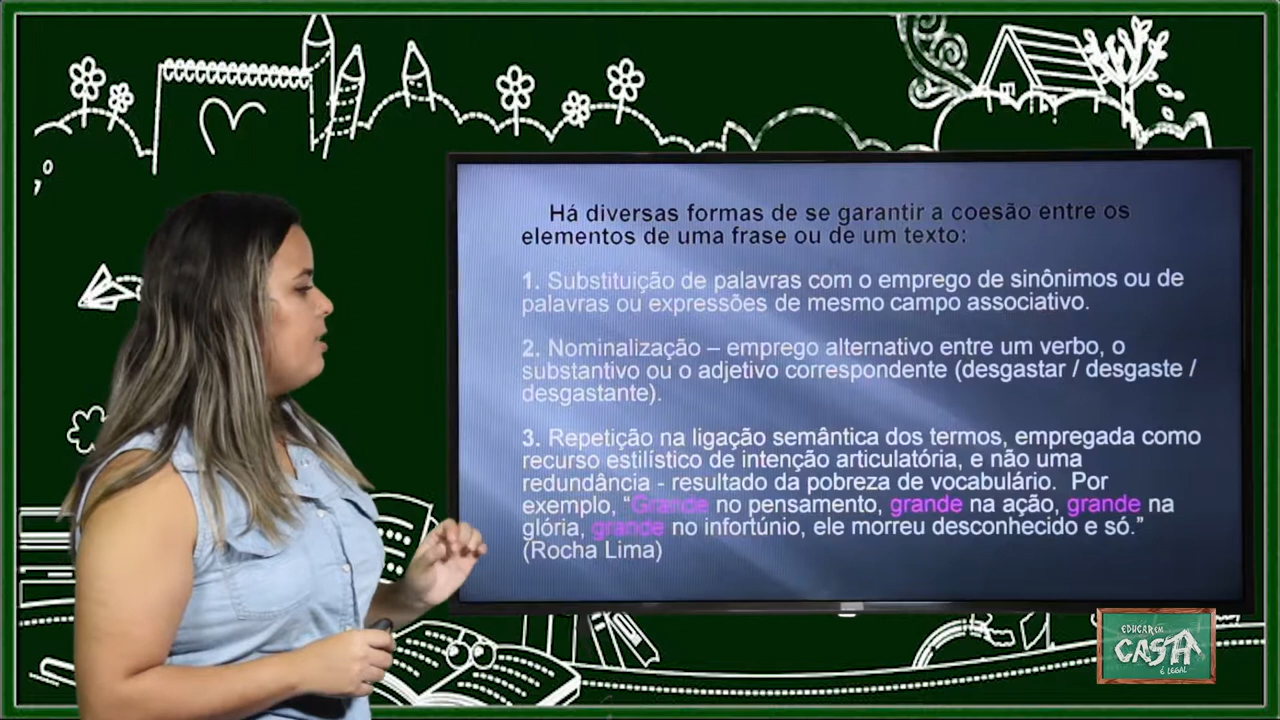 Há diversas formas de se garantir a coesão entre os
elementos de uma frase ou de um texto:
1. Substituição de palavras com o emprego de sinônimos ou de
palavras ou expressões de mesmo campo associativo.
2. Nominalização – emprego alternativo entre um verbo, o
substantivo ou o adjetivo correspondente (desgastar / desgaste /
desgastante).
3. Repetição na ligação semântica dos termos, empregada como
recurso estilístico de intenção articulatória, e não uma
redundância - resultado da pobreza de vocabulário. Por
exemplo, “Grande no pensamento, grande na ação, grande na
glória, grande no infortúnio, ele morreu desconhecido e só.”
(Rocha Lima)
EDUCAR EM
CASA
É LEGAL